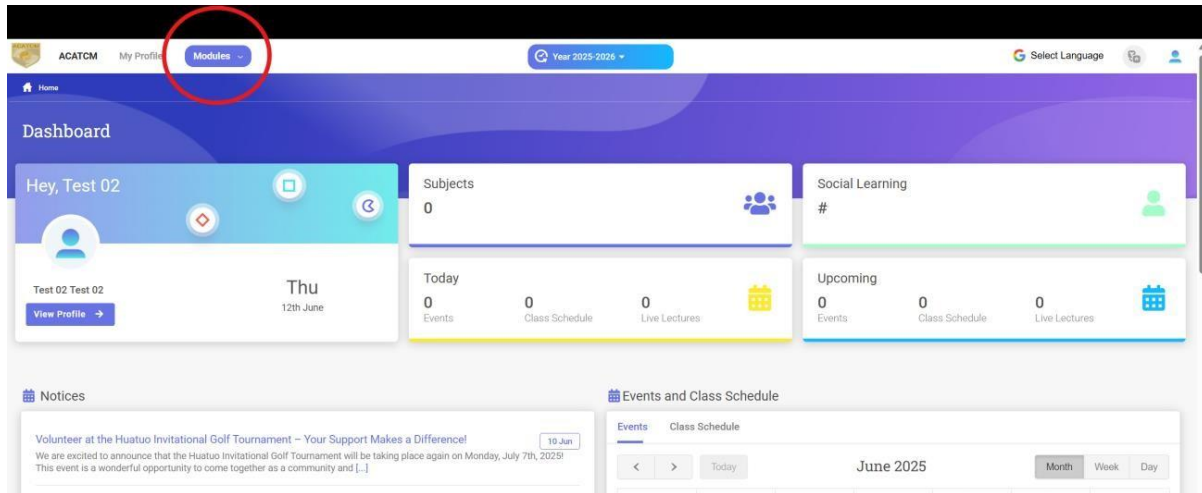 ACATCM My Profile Modules Year 2025-2026 Select Language
Home
Dashboard
Hey, Test 02
Test 02 Test 02
View Profile
Thu
12th June
Subjects
0
Social Learning
#
Today
0 0 0
Events Class Schedule Live Lectures
Upcoming
0 0 0
Events Class Schedule Live Lectures
Notices
Volunteer at the Huatuo Invitational Golf Tournament – Your Support Makes a Difference! 10 Jun
We are excited to announce that the Huatuo Invitational Golf Tournament will be taking place again on Monday, July 7th, 2025!
This event is a wonderful opportunity to come together as a community and [...]
Events and Class Schedule
Events Class Schedule
< > Today June 2025 Month Week Day